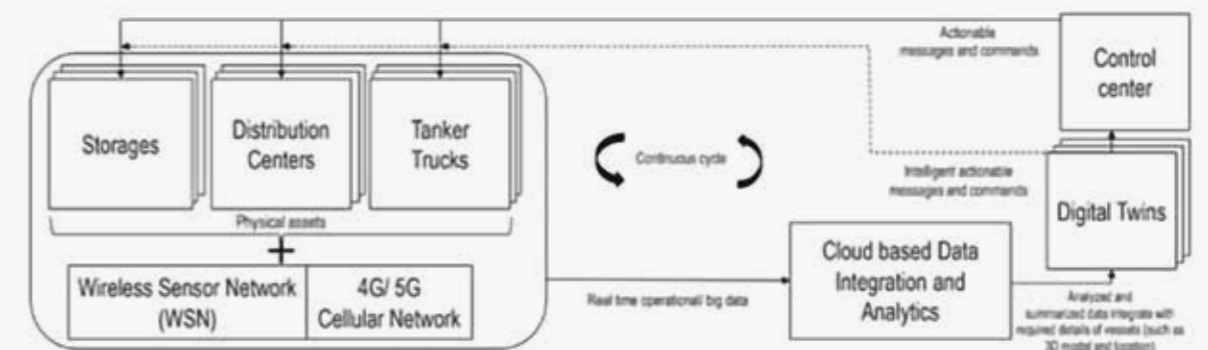 Actionable
messages and commands
Control
center
Storages
Distribution
Centers
Tanker
Trucks
Continuous cycle
Intelligent actionable
messages and commands
Digital Twins
Physical assets
+
Wireless Sensor Network
(WSN)
4G/ 5G
Cellular Network
Real time operational/ big data
Cloud based Data
Integration and
Analytics
Analyzed and
summarized data integrate with
required details of vessels (such as
3D model and location)